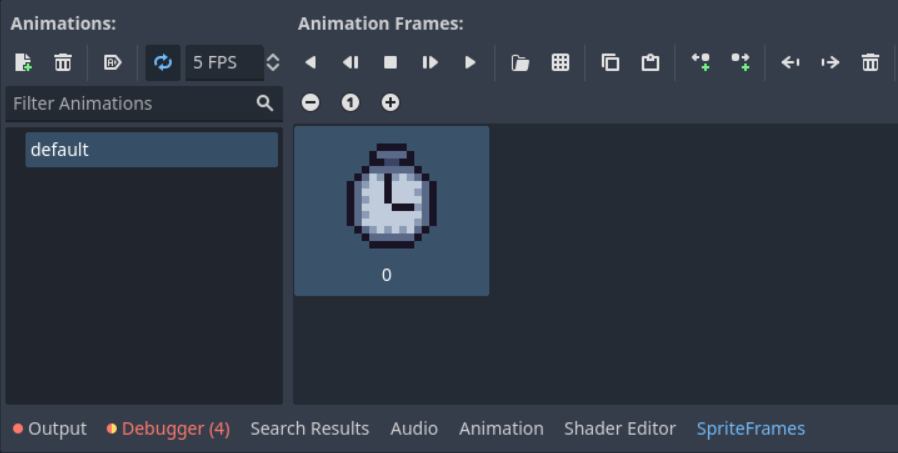 Animations:
Animation Frames:
5 FPS
Filter Animations
default
0
Output
Debugger (4)
Search Results
Audio
Animation
Shader Editor
SpriteFrames